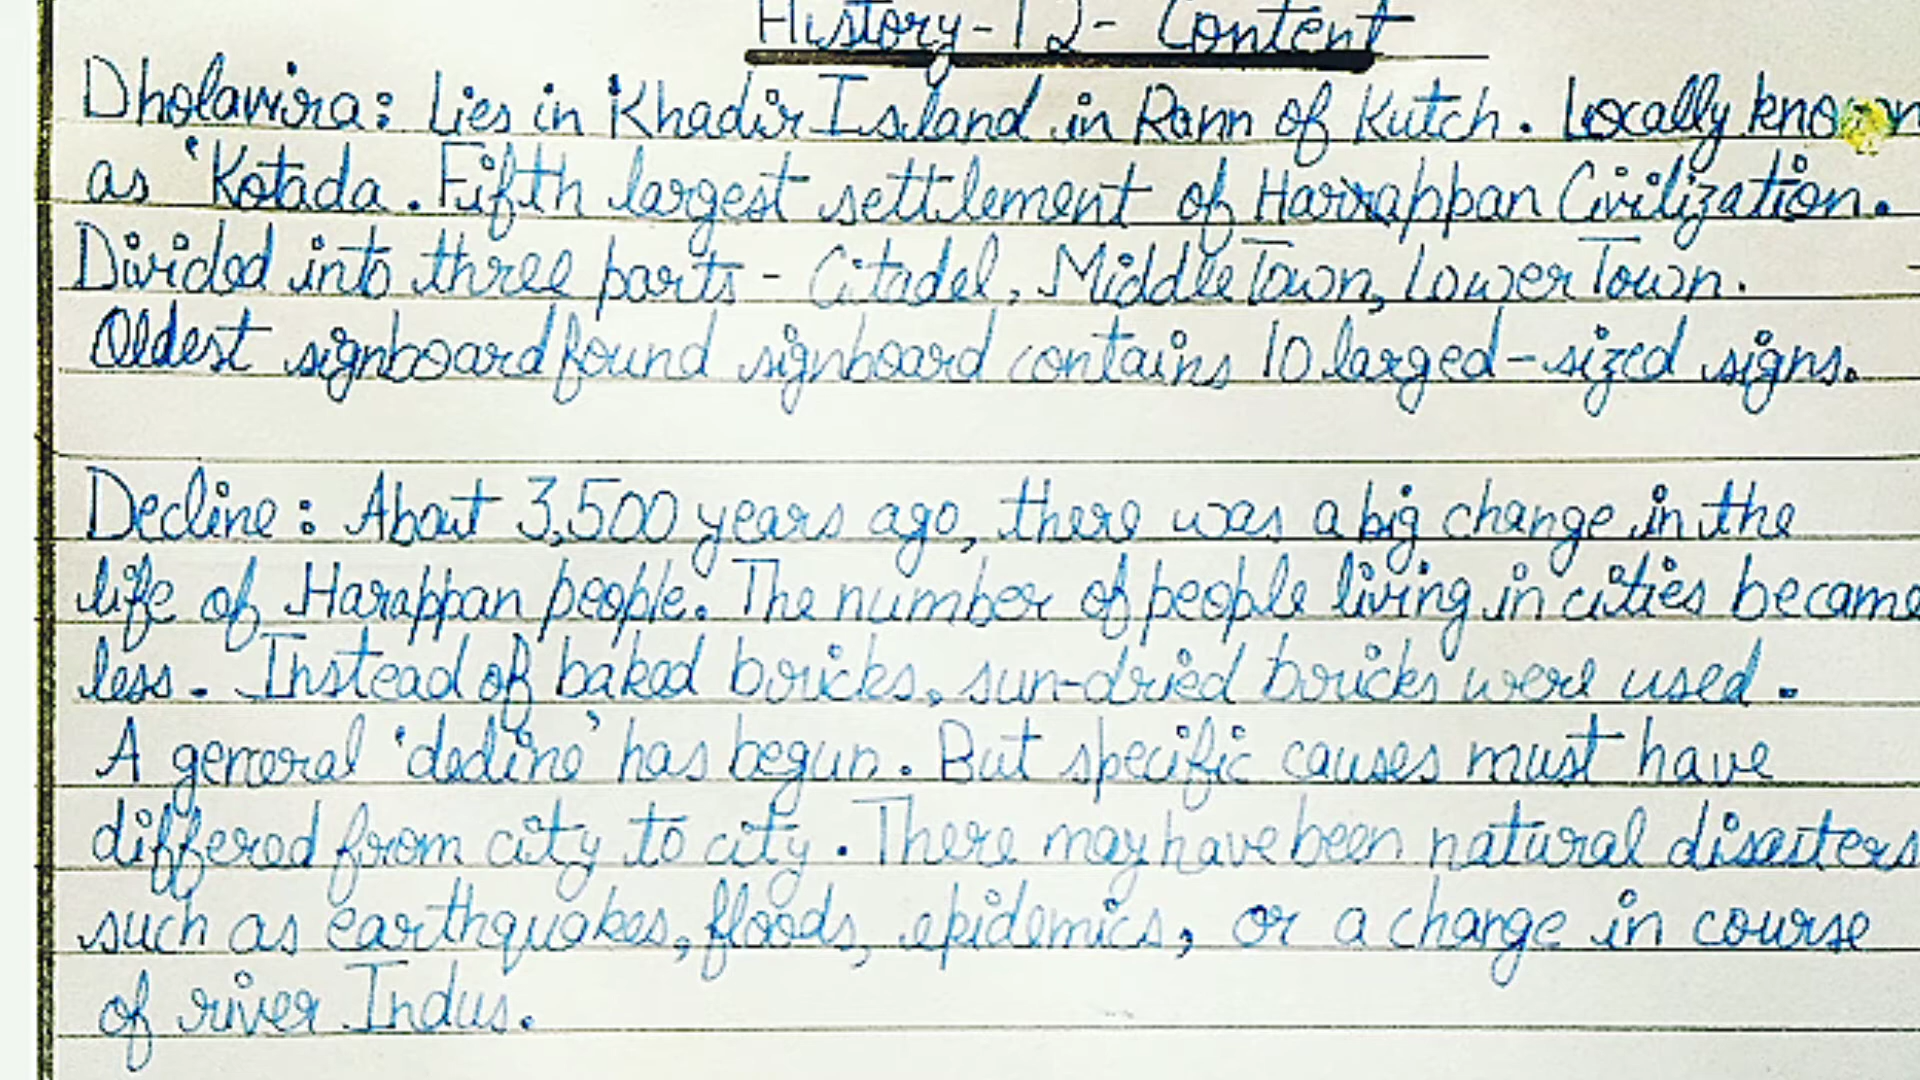 History-12- Content
Dholavira: Lies in Khadir Island in Rann of Kutch. Locally known
as 'Kotada. Fifth largest settlement of Harrappan Civilization.
Divided into three parts - Citadel, Middle Town, Lower Town.
Oldest signboard found signboard contains 10 larged-sized signs.
Decline: About 3,500 years ago, there was a big change in the
life of Harappan people. The number of people living in cities became
less. Instead of baked bricks, sun-dried bricks were used.
A general 'decline' has begun. But specific causes must have
differed from city to city. There may have been natural disasters
such as earthquakes, floods, epidemics, or a change in course
of river Indus.